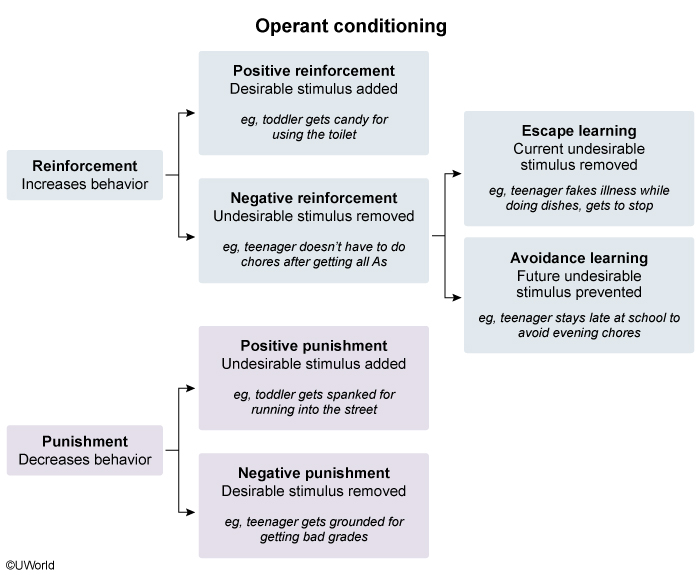 Operant conditioning
Reinforcement
Increases behavior
Positive reinforcement
Desirable stimulus added
eg, toddler gets candy for
using the toilet
Negative reinforcement
Undesirable stimulus removed
eg, teenager doesn't have to do
chores after getting all As
Escape learning
Current undesirable
stimulus removed
eg, teenager fakes illness while
doing dishes, gets to stop
Avoidance learning
Future undesirable
stimulus prevented
eg, teenager stays late at school to
avoid evening chores
Punishment
Decreases behavior
Positive punishment
Undesirable stimulus added
eg, toddler gets spanked for
running into the street
Negative punishment
Desirable stimulus removed
eg, teenager gets grounded for
getting bad grades
©UWorld